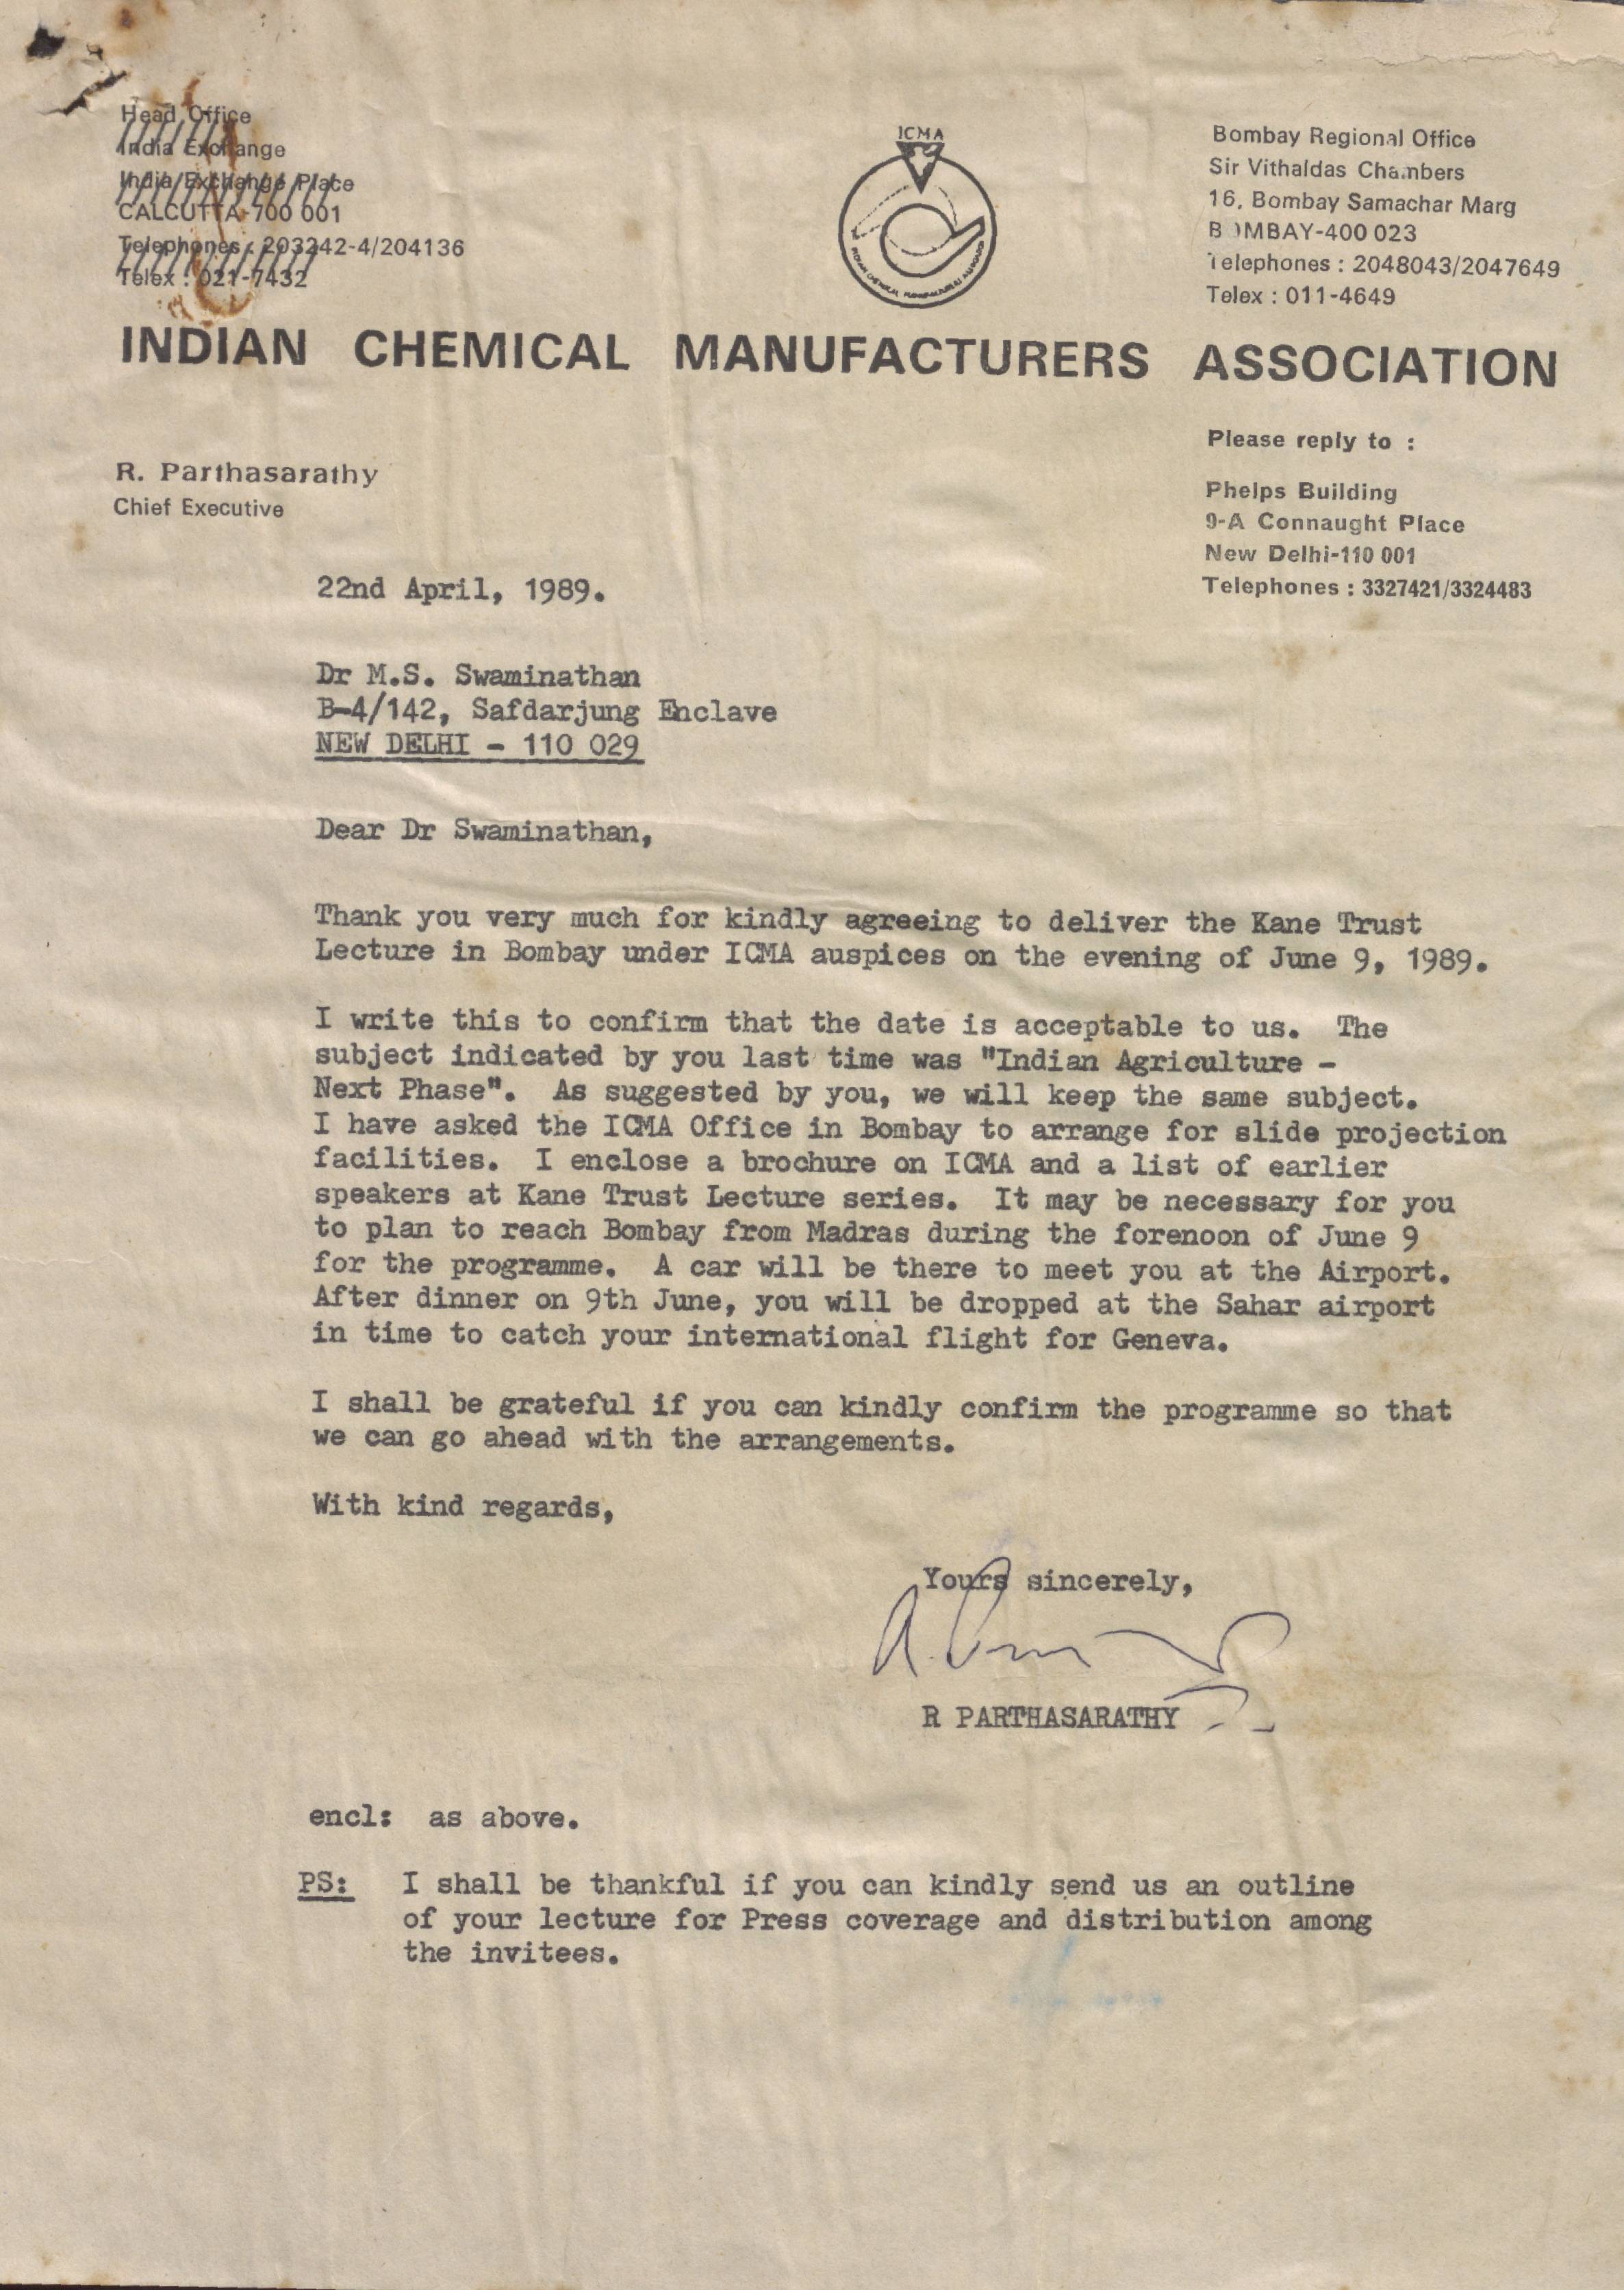 Head Office
India Exchange
India Exchange Place
CALCUTTA-700 001
Telephones : 203242-4/204136
Telex : 021-7432
ICMA
Bombay Regional Office
Sir Vithaldas Chambers
16, Bombay Samachar Marg
BOMBAY-400 023
Telephones : 2048043/2047649
Telex : 011-4649
INDIAN CHEMICAL MANUFACTURERS ASSOCIATION
R. Parthasarathy
Chief Executive
Please reply to :
Phelps Building
9-A Connaught Place
New Delhi-110 001
Telephones : 3327421/3324483
22nd April, 1989.
Dr M.S. Swaminathan
B-4/142, Safdarjung Enclave
NEW DELHI - 110 029
Dear Dr Swaminathan,
Thank you very much for kindly agreeing to deliver the Kane Trust
Lecture in Bombay under ICMA auspices on the evening of June 9, 1989.
I write this to confirm that the date is acceptable to us. The
subject indicated by you last time was "Indian Agriculture -
Next Phase". As suggested by you, we will keep the same subject.
I have asked the ICMA Office in Bombay to arrange for slide projection
facilities. I enclose a brochure on ICMA and a list of earlier
speakers at Kane Trust Lecture series. It may be necessary for you
to plan to reach Bombay from Madras during the forenoon of June 9
for the programme. A car will be there to meet you at the Airport.
After dinner on 9th June, you will be dropped at the Sahar airport
in time to catch your international flight for Geneva.
I shall be grateful if you can kindly confirm the programme so that
we can go ahead with the arrangements.
With kind regards,
Yours sincerely,
R PARTHASARATHY
encl: as above.
PS: I shall be thankful if you can kindly send us an outline
of your lecture for Press coverage and distribution among
the invitees.